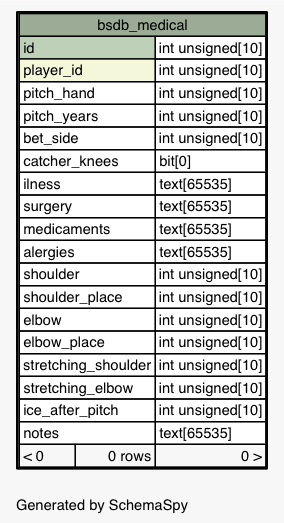 bsdb_medical
id int unsigned[10]
player_id int unsigned[10]
pitch_hand int unsigned[10]
pitch_years int unsigned[10]
bet_side int unsigned[10]
catcher_knees bit[0]
ilness text[65535]
surgery text[65535]
medicaments text[65535]
alergies text[65535]
shoulder int unsigned[10]
shoulder_place int unsigned[10]
elbow int unsigned[10]
elbow_place int unsigned[10]
stretching_shoulder int unsigned[10]
stretching_elbow int unsigned[10]
ice_after_pitch int unsigned[10]
notes text[65535]
< 0 0 rows 0 >
Generated by SchemaSpy